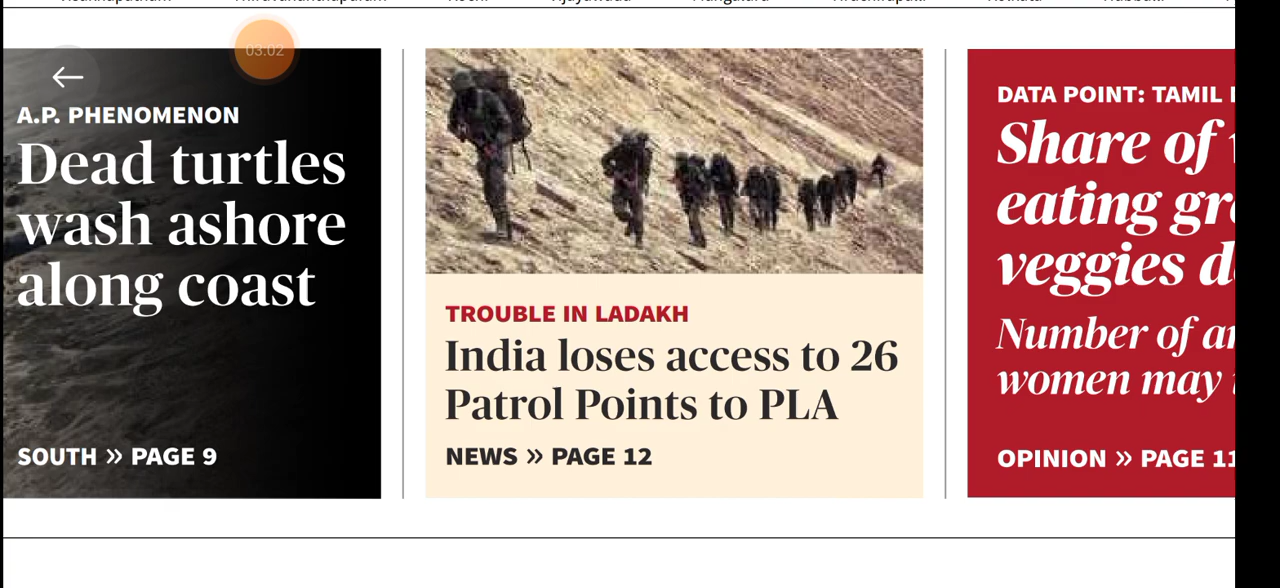 03:02
A.P. PHENOMENON
Dead turtles
wash ashore
along coast
SOUTH » PAGE 9
TROUBLE IN LADAKH
India loses access to 26
Patrol Points to PLA
NEWS » PAGE 12
DATA POINT: TAMIL
Share of
eating
veggies
Number of
women may
OPINION » PAGE 11